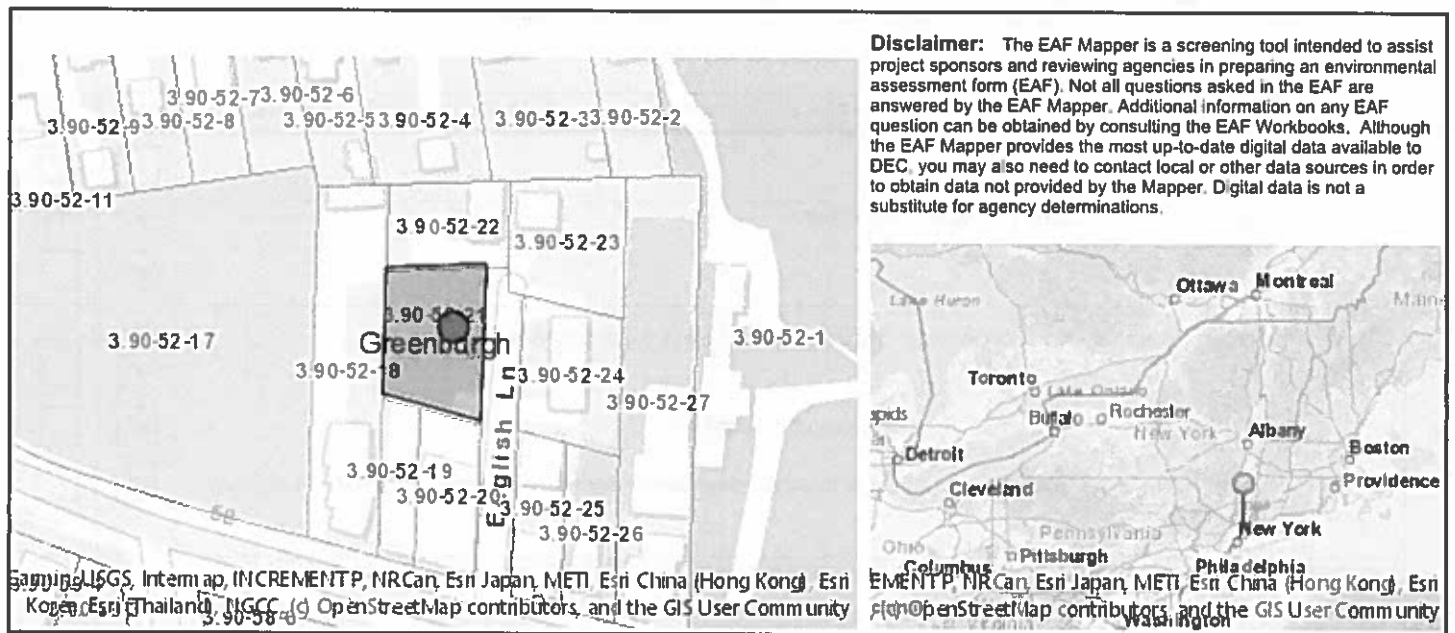 Disclaimer: The EAF Mapper is a screening tool intended to assist
project sponsors and reviewing agencies in preparing an environmental
assessment form (EAF). Not all questions asked in the EAF are
answered by the EAF Mapper. Additional information on any EAF
question can be obtained by consulting the EAF Workbooks. Although
the EAF Mapper provides the most up-to-date digital data available to
DEC, you may also need to contact local or other data sources in order
to obtain data not provided by the Mapper. Digital data is not a
substitute for agency determinations.
3.90-52-7 3.90-52-6
3.90-52-9 3.90-52-8 3.90-52-5 3.90-52-4 3.90-52-3 3.90-52-2
3.90-52-11
3.90-52-22
3.90-52-23
3.90-52-21
Greenburgh
3.90-52-17
3.90-52-1
3.90-52-18
3.90-52-24
3.90-52-27
English Ln
3.90-52-19
3.90-52-20
3.90-52-25
3.90-52-26
USGS, Intermap, INCREMENT P, NRCan, Esri Japan, METI, Esri China (Hong Kong), Esri
Korea, Esri (Thailand), NGCC, (c) OpenStreetMap contributors, and the GIS User Community
Ottawa
Montreal
Lake Huron
Toronto
Lake Ontario
Buffalo
Rochester
New York
Albany
Boston
Detroit
Providence
Cleveland
Pennsylvania
New York
Ohio
Pittsburgh
Philadelphia
Columbus
EMENT P, NRCan, Esri Japan, METI, Esri China (Hong Kong), Esri
OpenStreetMap contributors, and the GIS User Community
Washington